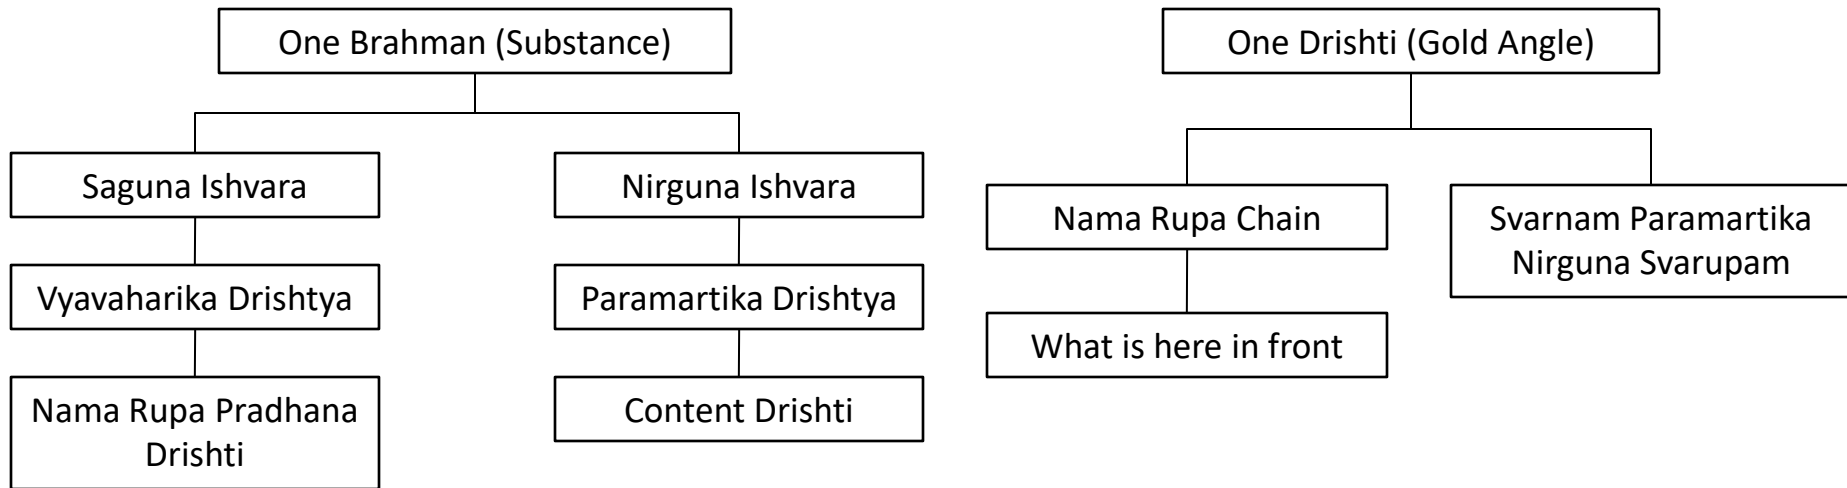 One Brahman (Substance)
Saguna Ishvara
Vyavaharika Drishtya
Nama Rupa Pradhana
Drishti
Nirguna Ishvara
Paramartika Drishtya
Content Drishti
One Drishti (Gold Angle)
Nama Rupa Chain
What is here in front
Svarnam Paramartika
Nirguna Svarupam